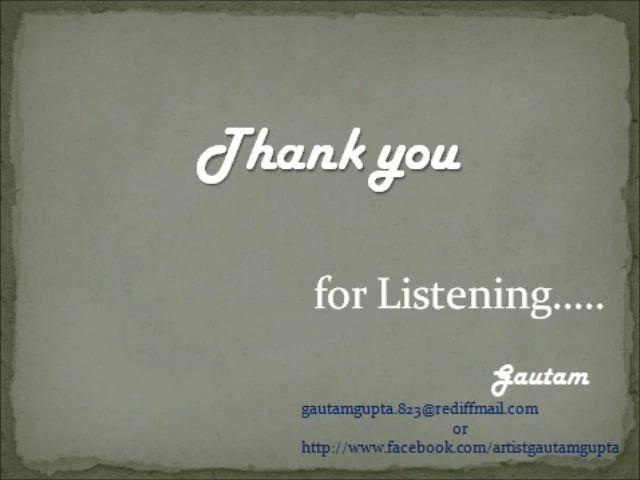 Thank you
for Listening.....
Gautam
gautamgupta.823@rediffmail.com
or
http://www.facebook.com/artistgautamgupta